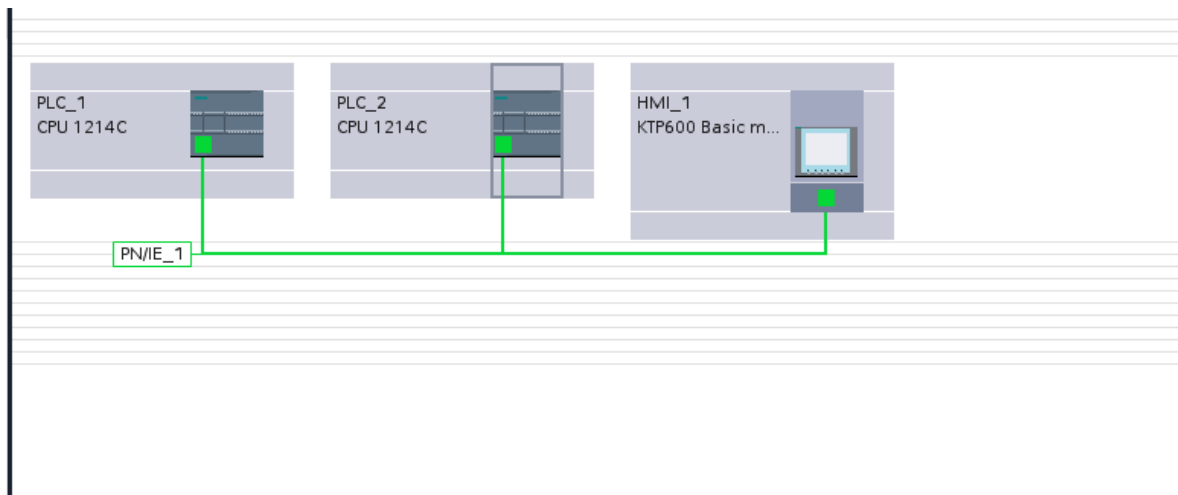 PLC_1
CPU 1214C
PLC_2
CPU 1214C
HMI_1
KTP600 Basic m...
PN/IE_1